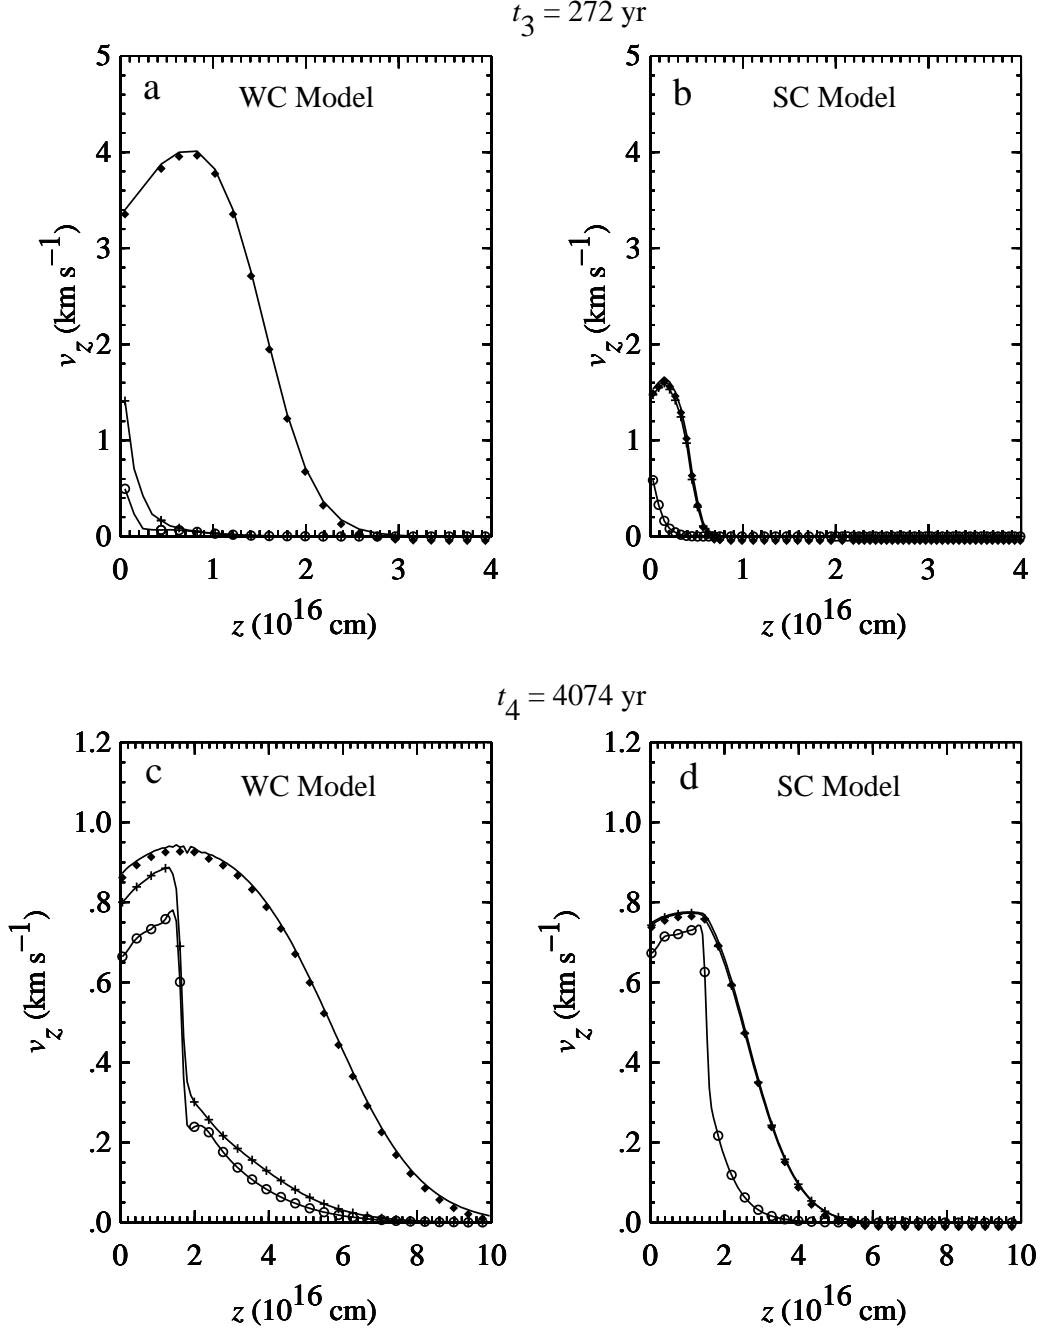 t3 = 272 yr
a WC Model
5
4
3
2
1
0
vz (km s−1)
0 1 2 3 4
z (10^16 cm)
b SC Model
5
4
3
2
1
0
vz (km s−1)
0 1 2 3 4
z (10^16 cm)
t4 = 4074 yr
c WC Model
1.2
1.0
.8
.6
.4
.2
.0
vz (km s−1)
0 2 4 6 8 10
z (10^16 cm)
d SC Model
1.2
1.0
.8
.6
.4
.2
.0
vz (km s−1)
0 2 4 6 8 10
z (10^16 cm)